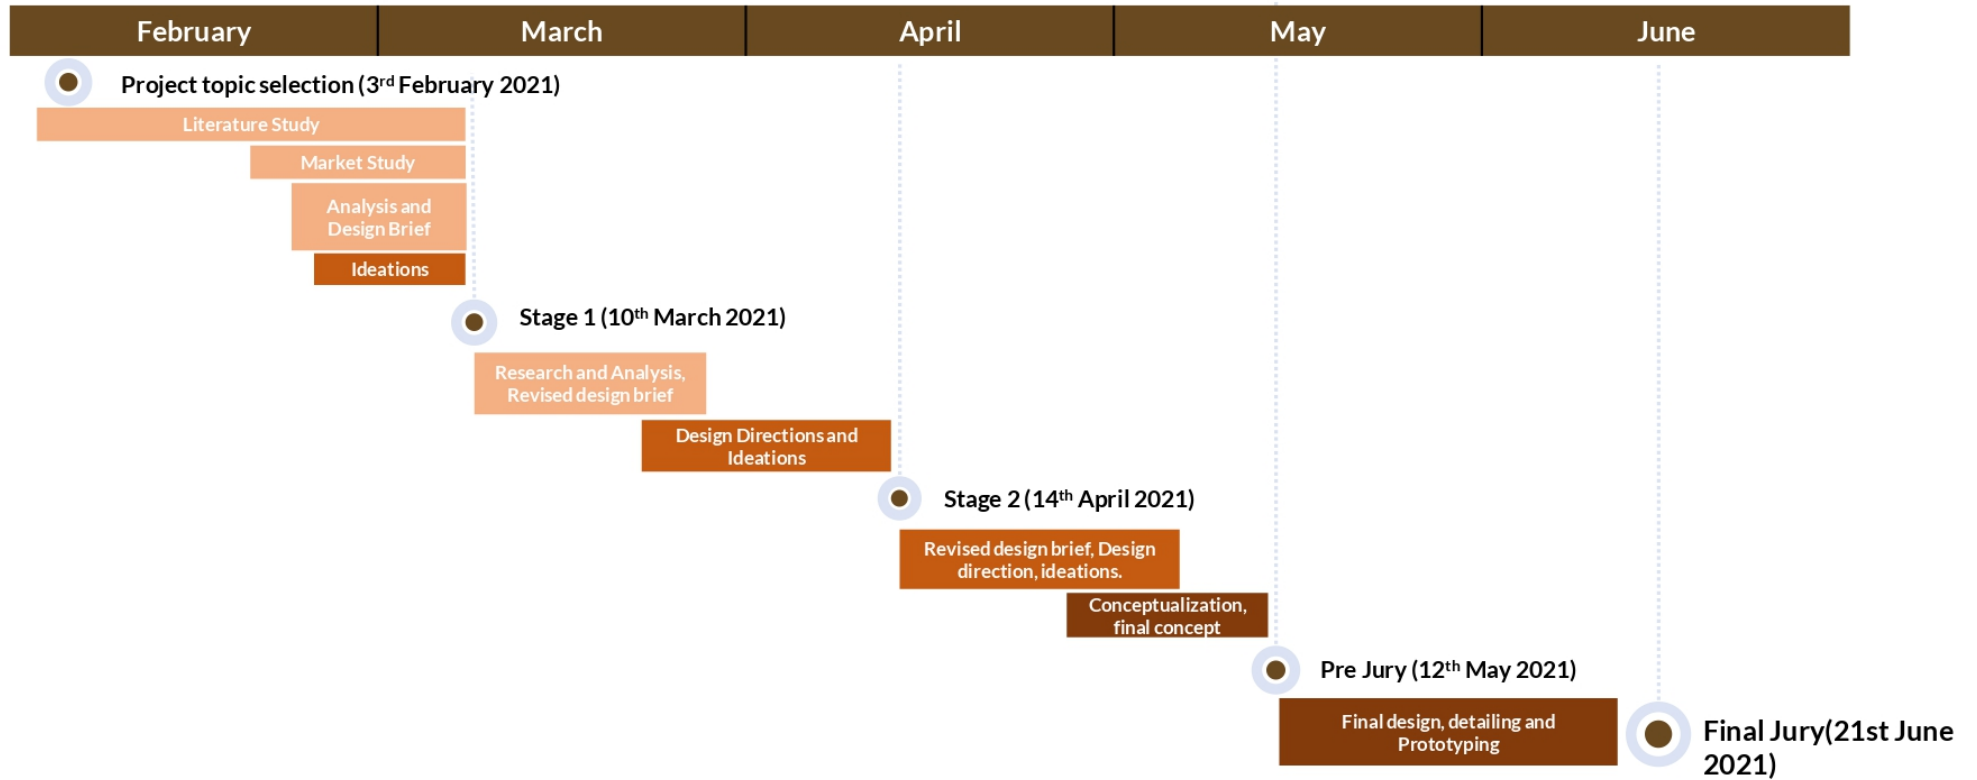 February March April May June
Project topic selection (3rd February 2021)
Literature Study
Market Study
Analysis and
Design Brief
Ideations
Stage 1 (10th March 2021)
Research and Analysis,
Revised design brief
Design Directions and
Ideations
Stage 2 (14th April 2021)
Revised design brief, Design
direction, ideations.
Conceptualization,
final concept
Pre Jury (12th May 2021)
Final design, detailing and
Prototyping
Final Jury(21st June
2021)